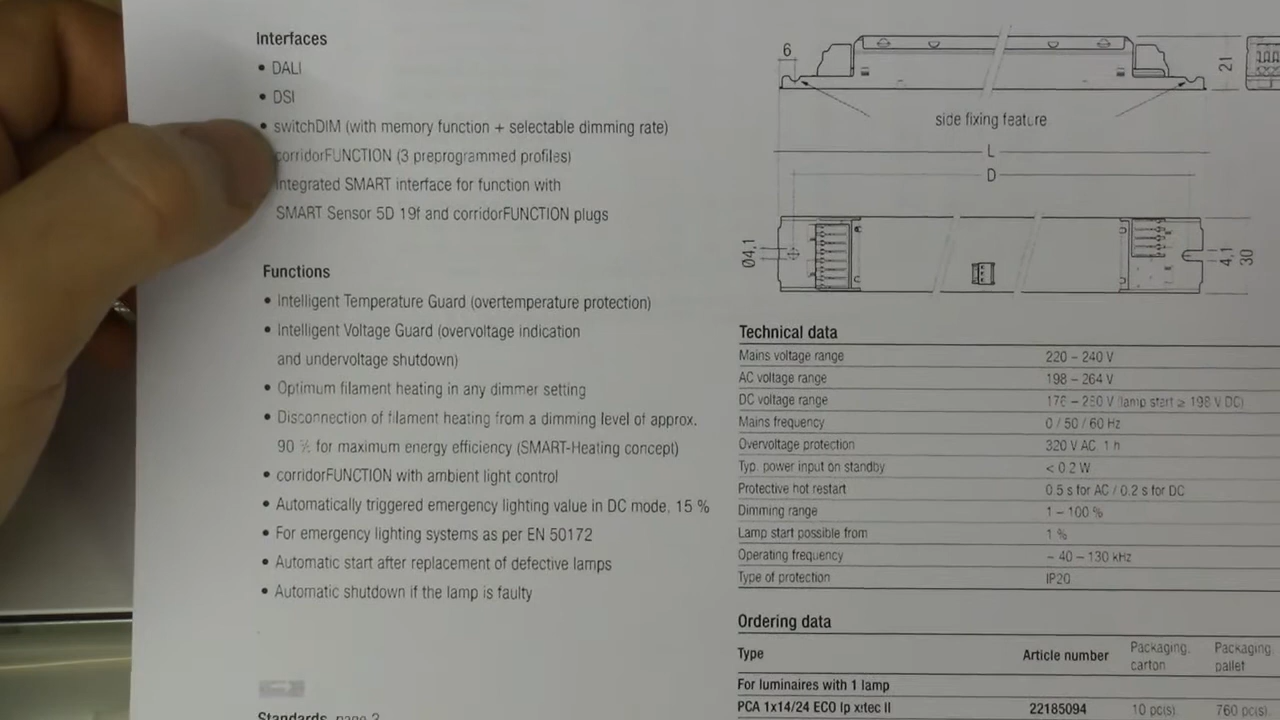 Interfaces
• DALI
• DSI
• switchDIM (with memory function + selectable dimming rate)
corridorFUNCTION (3 preprogrammed profiles)
Integrated SMART interface for function with
SMART Sensor 5D 19f and corridorFUNCTION plugs
Functions
• Intelligent Temperature Guard (overtemperature protection)
• Intelligent Voltage Guard (overvoltage indication
and undervoltage shutdown)
• Optimum filament heating in any dimmer setting
• Disconnection of filament heating from a dimming level of approx.
90 % for maximum energy efficiency (SMART-Heating concept)
• corridorFUNCTION with ambient light control
• Automatically triggered emergency lighting value in DC mode, 15 %
• For emergency lighting systems as per EN 50172
• Automatic start after replacement of defective lamps
• Automatic shutdown if the lamp is faulty
Standards, page 3
6
21
side fixing feature
L
D
Ø4,1
4,1
30
Technical data
Mains voltage range 220 – 240 V
AC voltage range 198 – 264 V
DC voltage range 176 – 280 V (lamp start ≥ 198 V DC)
Mains frequency 0 / 50 / 60 Hz
Overvoltage protection 320 V AC, 1 h
Typ. power input on standby < 0.2 W
Protective hot restart 0.5 s for AC / 0.2 s for DC
Dimming range 1 – 100 %
Lamp start possible from 1 %
Operating frequency ~ 40 – 130 kHz
Type of protection IP20
Ordering data
Type Article number Packaging, carton Packaging, pallet
For luminaires with 1 lamp
PCA 1x14/24 ECO lp xitec II 22185094 10 pc(s). 760 pc(s).